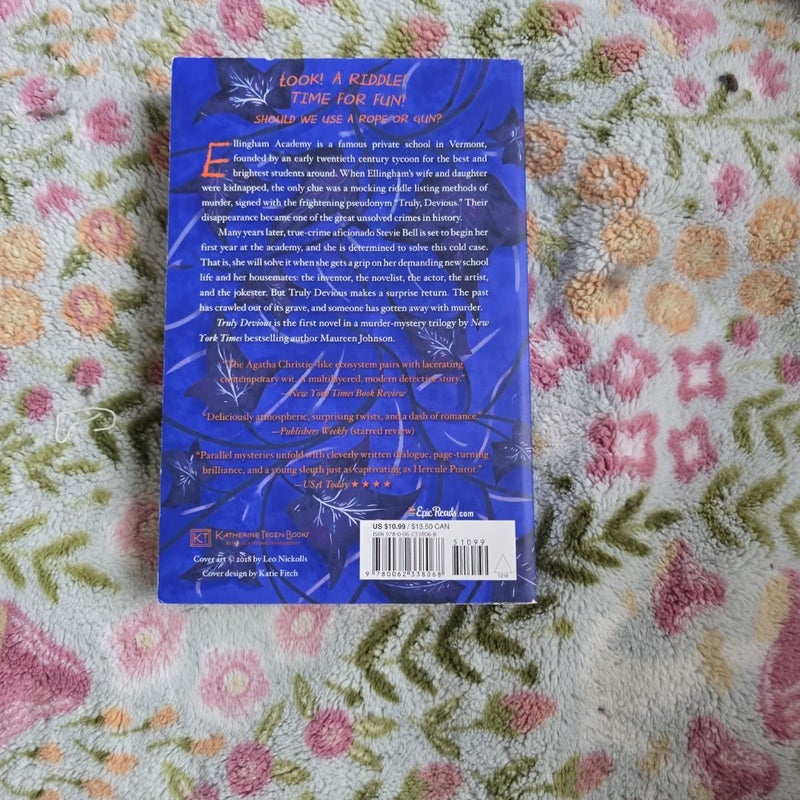 LOOK! A RIDDLE
TIME FOR FUN!
SHOULD WE USE A ROPE OR GUN?
Ellingham Academy is a famous private school in Vermont,
founded by an early twentieth century tycoon for the best and
brightest students around. When Ellingham's wife and daughter
were kidnapped, the only clue was a mocking riddle listing methods of
murder, signed with the frightening pseudonym "Truly, Devious." Their
disappearance became one of the great unsolved crimes in history.
Many years later, true-crime aficionado Stevie Bell is set to begin her
first year at the academy, and she is determined to solve this cold case.
That is, she will solve it when she gets a grip on her demanding new school
life and her housemates: the inventor, the novelist, the actor, the artist,
and the jokester. But Truly Devious makes a surprise return. The past
has crawled out of its grave, and someone has gotten away with murder.
Truly Devious is the first novel in a murder-mystery trilogy by New
York Times bestselling author Maureen Johnson.
"The Agatha Christie-like ecosystem pairs with lacerating
contemporary wit. A multilayered, modern detective story."
—New York Times Book Review
"Deliciously atmospheric, surprising twists, and a dash of romance."
—Publishers Weekly (starred review)
"Parallel mysteries unfold with cleverly written dialogue, page-turning
brilliance, and a young sleuth just as captivating as Hercule Poirot."
—USA Today ★★★★
EpicReads.com
KT KATHERINE TEGEN BOOKS
Cover art © 2018 by Leo Nickolls
Cover design by Katie Fitch
US $10.99 / $13.50 CAN
ISBN 978-0-06-233806-8
51099
9 780062 338068
1218